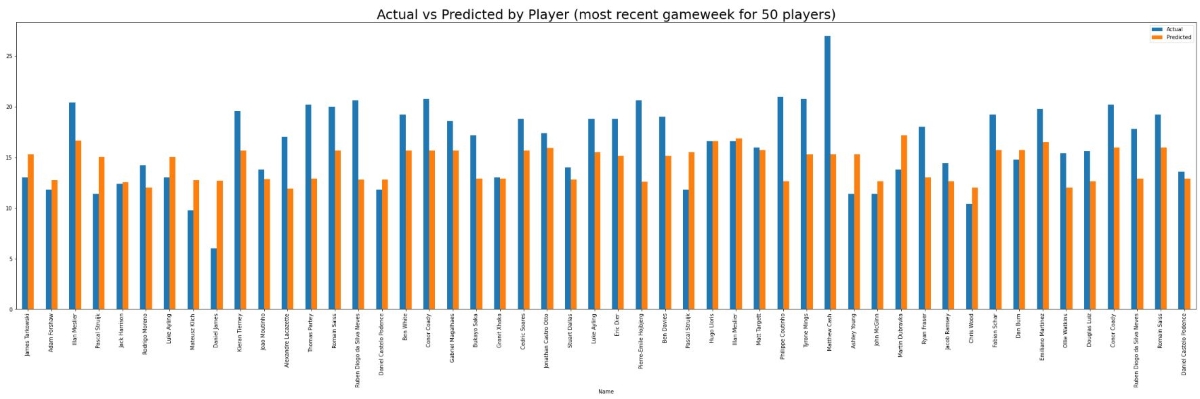 Actual vs Predicted by Player (most recent gameweek for 50 players)
Actual
Predicted
25
20
15
10
5
0
James Tarkowski
Adam Forshaw
Illan Meslier
Pascal Struijk
Jack Harrison
Rodrigo Moreno
Luke Ayling
Mateusz Klich
Daniel James
Kieran Tierney
Joao Moutinho
Alexandre Lacazette
Thomas Partey
Romain Saiss
Ruben Diogo da Silva Neves
Daniel Castelo Podence
Ben White
Conor Coady
Gabriel Magalhaes
Bukayo Saka
Granit Xhaka
Cedric Soares
Jonathan Castro Otto
Stuart Dallas
Luke Ayling
Eric Dier
Pierre-Emile Hojbjerg
Ben Davies
Pascal Struijk
Hugo Lloris
Illan Meslier
Matt Targett
Philippe Coutinho
Tyrone Mings
Matthew Cash
Ashley Young
John McGinn
Martin Dubravka
Ryan Fraser
Jacob Ramsey
Chris Wood
Fabian Schar
Dan Burn
Emiliano Martinez
Ollie Watkins
Douglas Luiz
Conor Coady
Ruben Diogo da Silva Neves
Romain Saiss
Daniel Castelo Podence
Name